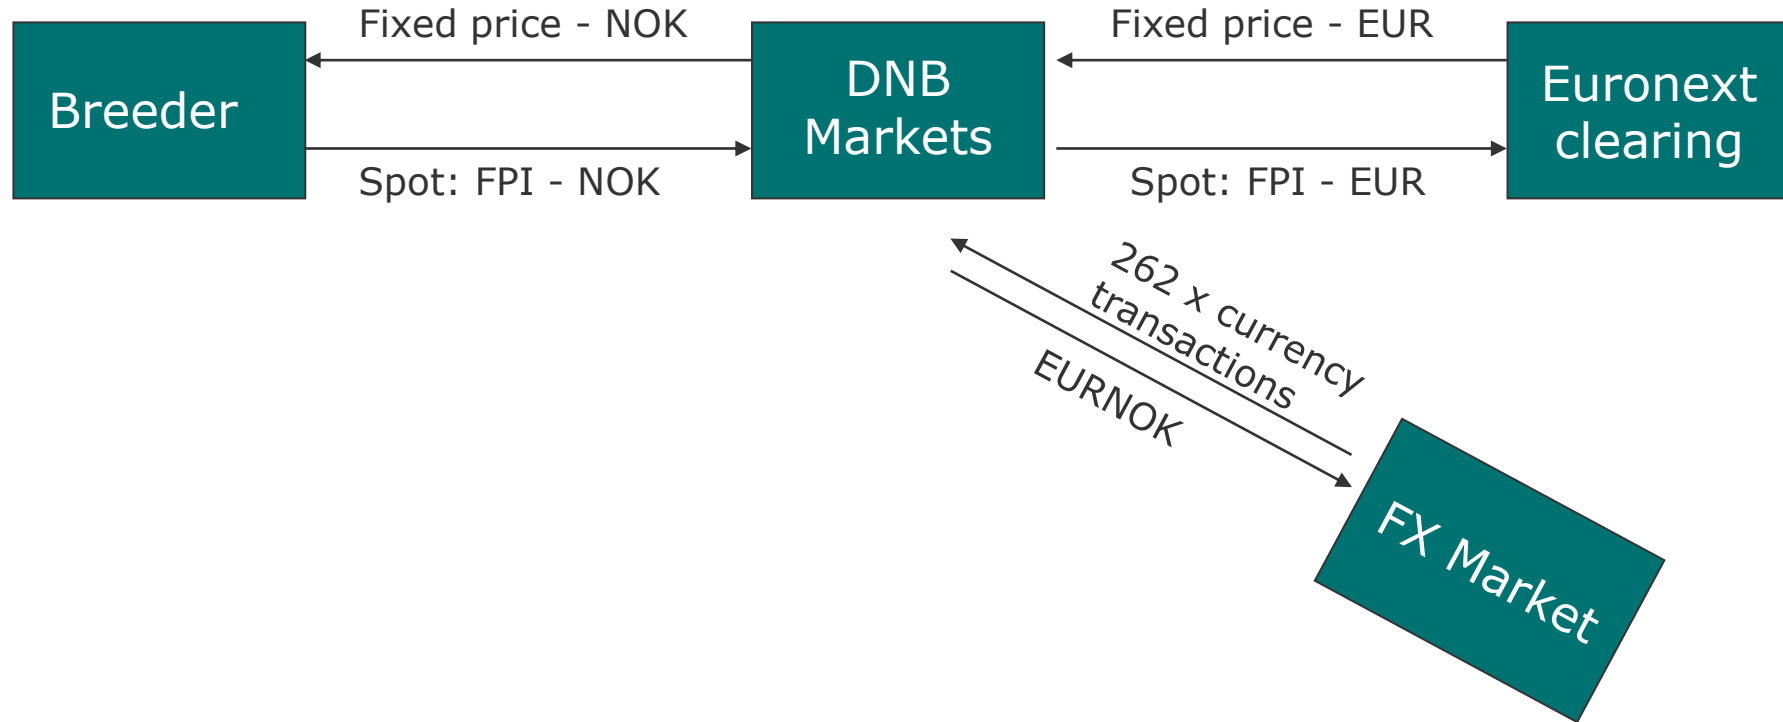 Fixed price - NOK
Fixed price - EUR
Breeder
DNB
Markets
Euronext
clearing
Spot: FPI - NOK
Spot: FPI - EUR
262 x currency
transactions
EURNOK
FX Market